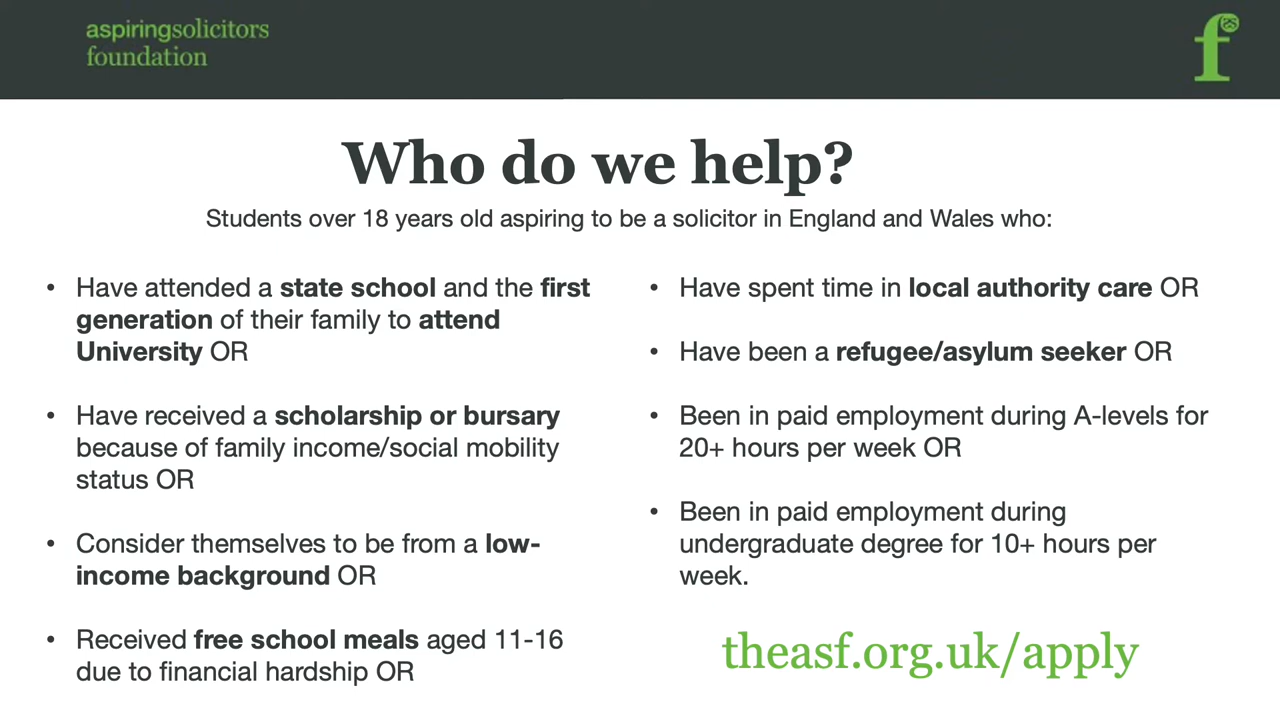 aspiringsolicitors
foundation
f
Who do we help?
Students over 18 years old aspiring to be a solicitor in England and Wales who:
• Have attended a state school and the first
generation of their family to attend
University OR
• Have received a scholarship or bursary
because of family income/social mobility
status OR
• Consider themselves to be from a low-
income background OR
• Received free school meals aged 11-16
due to financial hardship OR
• Have spent time in local authority care OR
• Have been a refugee/asylum seeker OR
• Been in paid employment during A-levels for
20+ hours per week OR
• Been in paid employment during
undergraduate degree for 10+ hours per
week.
theasf.org.uk/apply